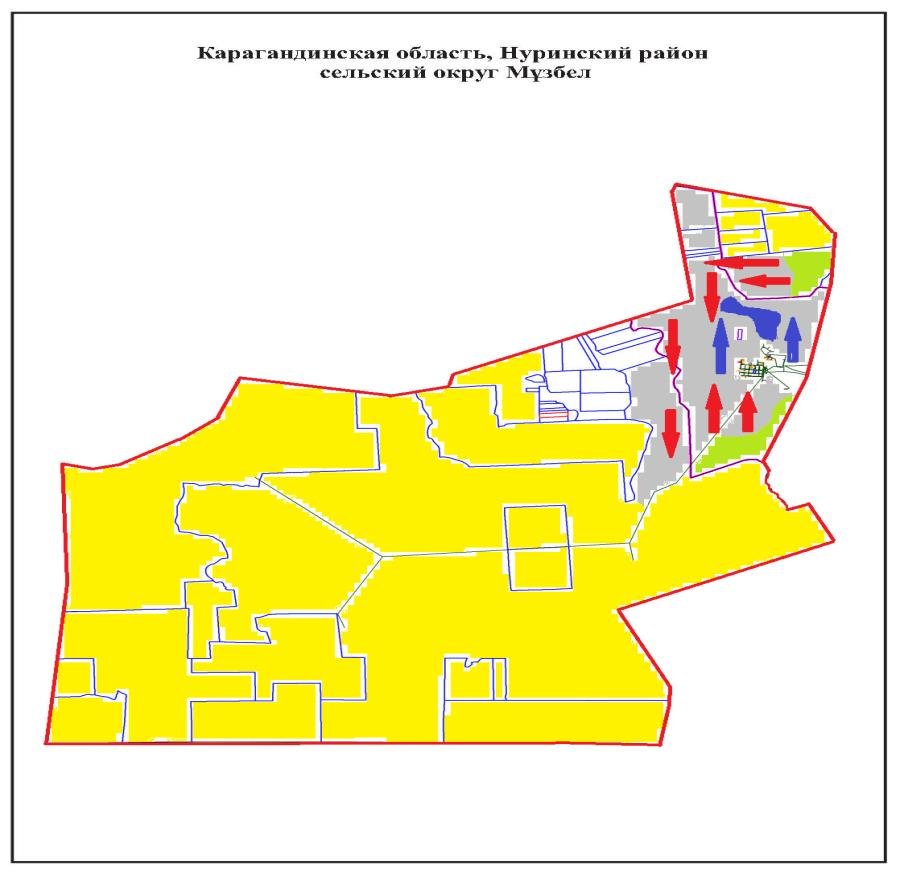 Карагандинская область, Нуринский район
сельский округ Мұзбел